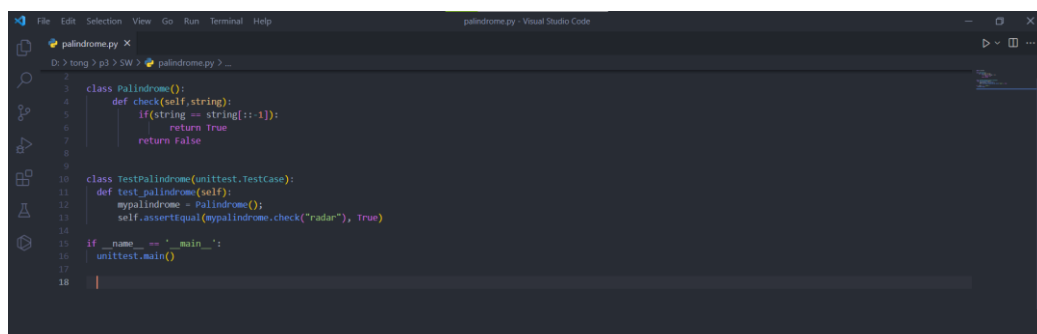 File Edit Selection View Go Run Terminal Help palindrome.py - Visual Studio Code
palindrome.py
D: > tong > p3 > SW > palindrome.py > ...
2
3 class Palindrome():
4 def check(self,string):
5 if(string == string[::-1]):
6 return True
7 return False
8
9
10 class TestPalindrome(unittest.TestCase):
11 def test_palindrome(self):
12 mypalindrome = Palindrome();
13 self.assertEqual(mypalindrome.check("radar"), True)
14
15 if __name__ == '__main__':
16 unittest.main()
17
18